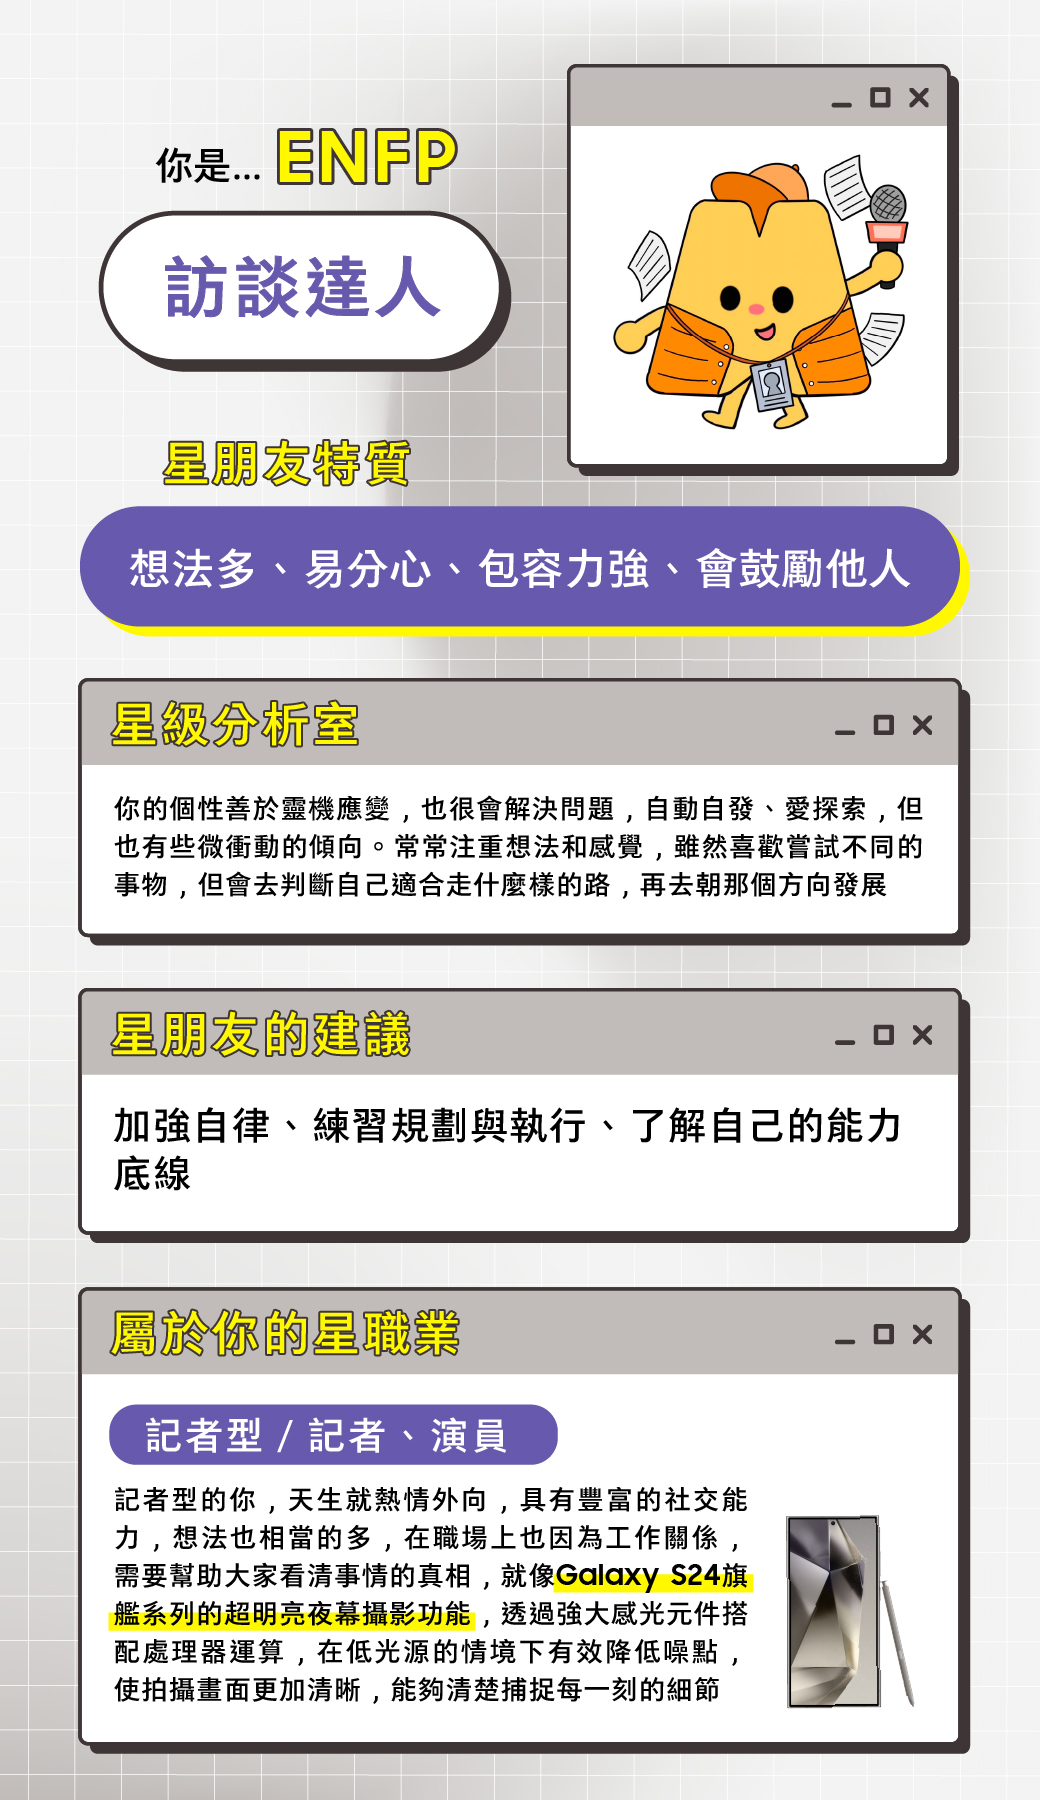 你是... ENFP
訪談達人
星朋友特質
想法多、易分心、包容力強、會鼓勵他人
星級分析室
你的個性善於靈機應變，也很會解決問題，自動自發、愛探索，但
也有些微衝動的傾向。常常注重想法和感覺，雖然喜歡嘗試不同的
事物，但會去判斷自己適合走什麼樣的路，再去朝那個方向發展
星朋友的建議
加強自律、練習規劃與執行、了解自己的能力
底線
屬於你的星職業
記者型 / 記者、演員
記者型的你，天生就熱情外向，具有豐富的社交能
力，想法也相當的多，在職場上也因為工作關係，
需要幫助大家看清事情的真相，就像Galaxy S24旗
艦系列的超明亮夜幕攝影功能，透過強大感光元件搭
配處理器運算，在低光源的情境下有效降低噪點，
使拍攝畫面更加清晰，能夠清楚捕捉每一刻的細節